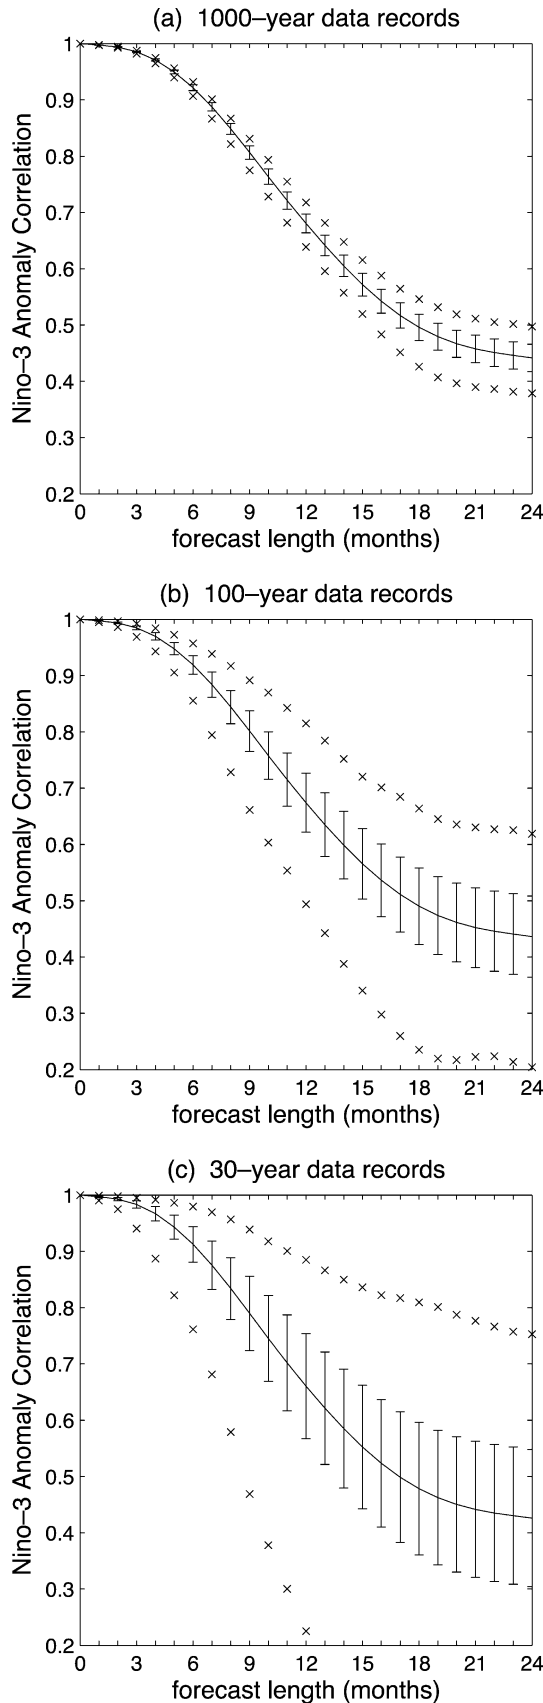 (a) 1000–year data records
1
0.9
0.8
0.7
0.6
0.5
0.4
0.3
0.2
Nino–3 Anomaly Correlation
0 3 6 9 12 15 18 21 24
forecast length (months)
(b) 100–year data records
1
0.9
0.8
0.7
0.6
0.5
0.4
0.3
0.2
Nino–3 Anomaly Correlation
0 3 6 9 12 15 18 21 24
forecast length (months)
(c) 30–year data records
1
0.9
0.8
0.7
0.6
0.5
0.4
0.3
0.2
Nino–3 Anomaly Correlation
0 3 6 9 12 15 18 21 24
forecast length (months)